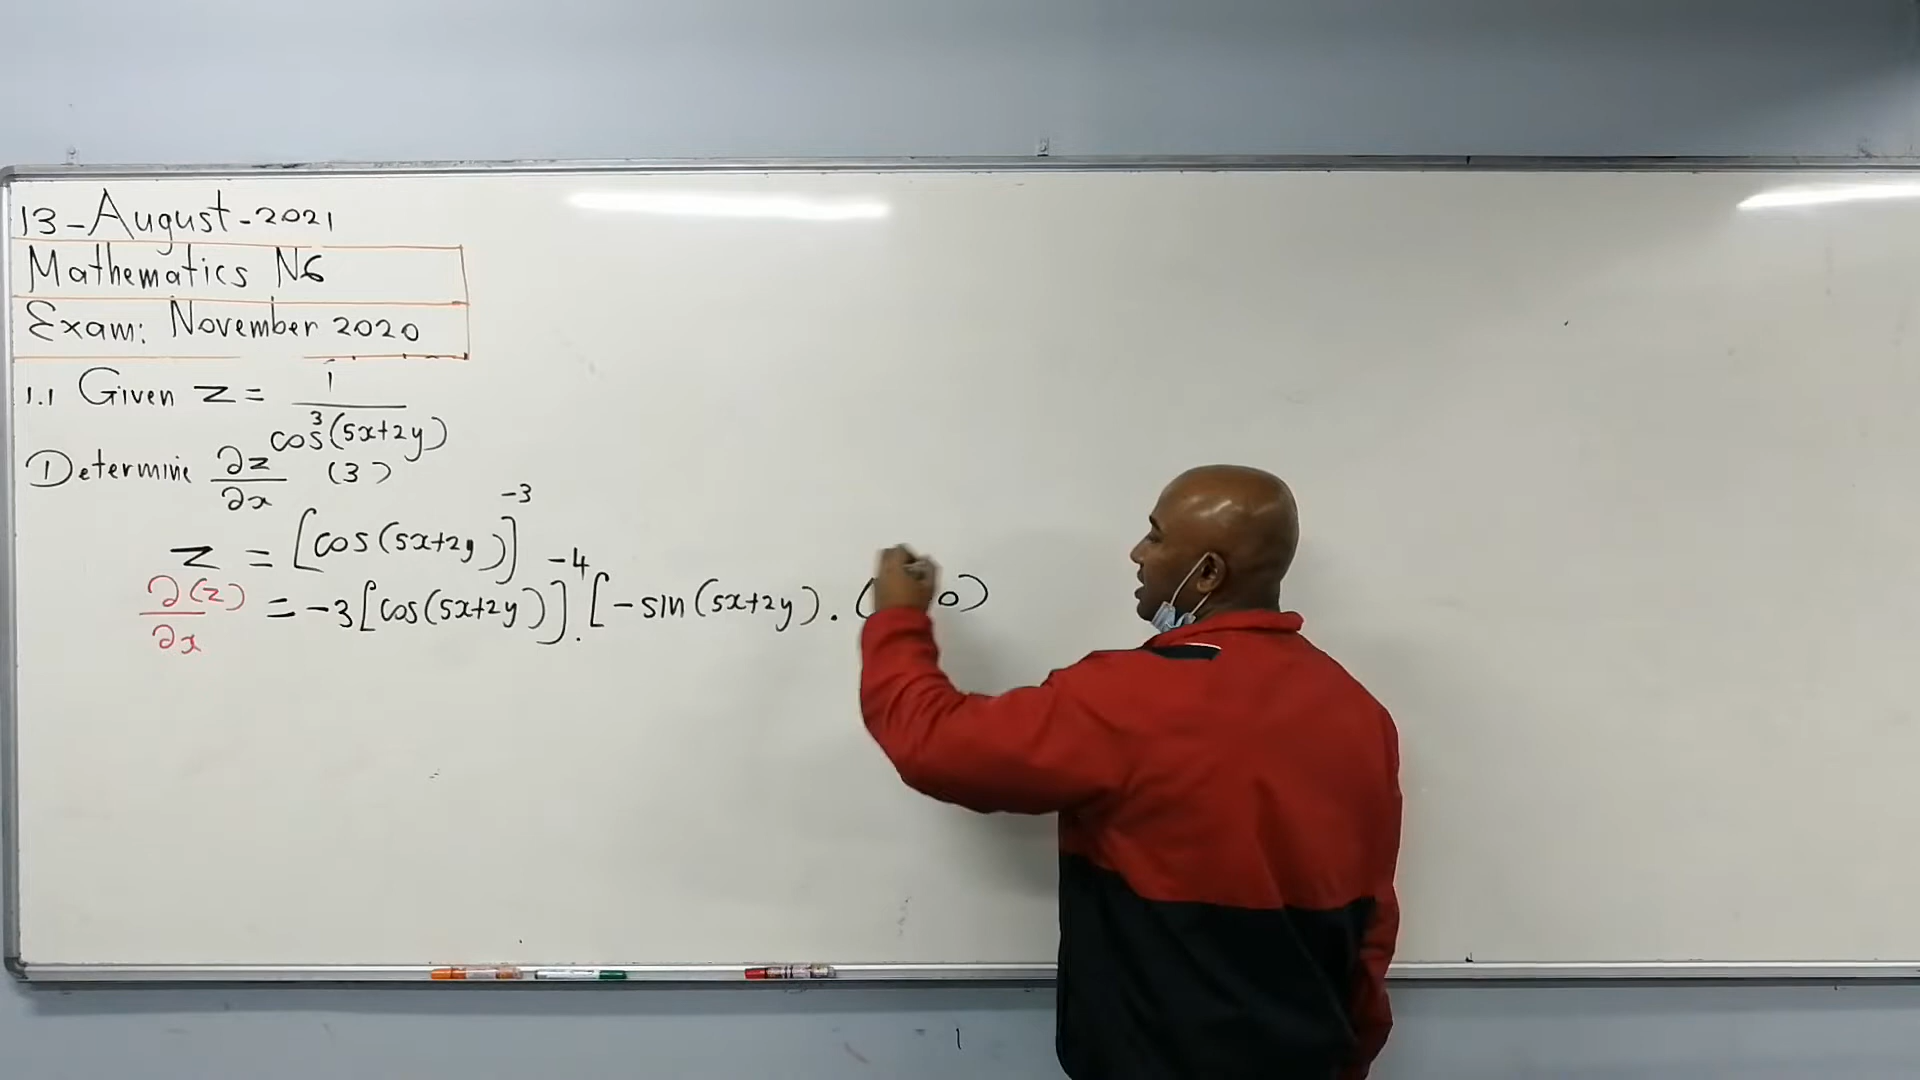 13-August-2021
Mathematics N6
Exam: November 2020
1.1 Given z = 1/cos³(5x+2y)
Determine ∂z/∂x (3)
z = [cos(5x+2y)]⁻³
∂(z)/∂x = -3[cos(5x+2y)]⁻⁴ . [-sin(5x+2y) . ( 0)